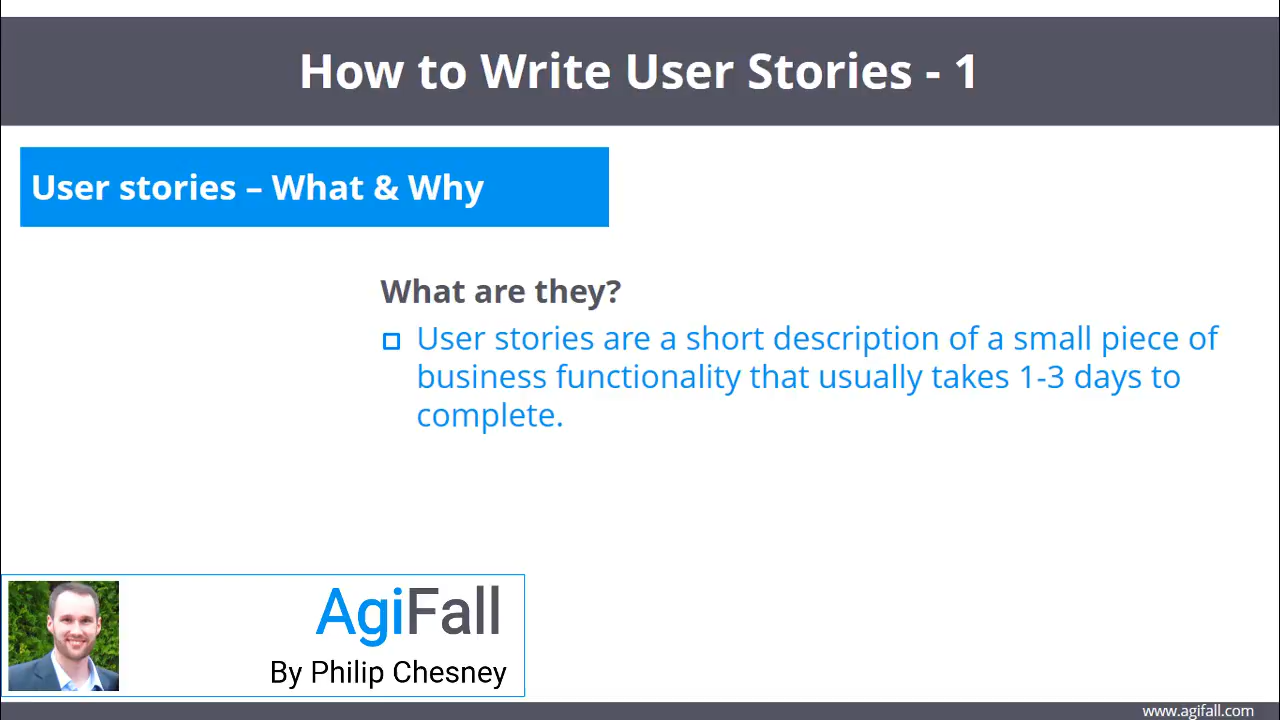 How to Write User Stories - 1
User stories – What & Why
What are they?
User stories are a short description of a small piece of
business functionality that usually takes 1-3 days to
complete.
AgiFall
By Philip Chesney
www.agifall.com